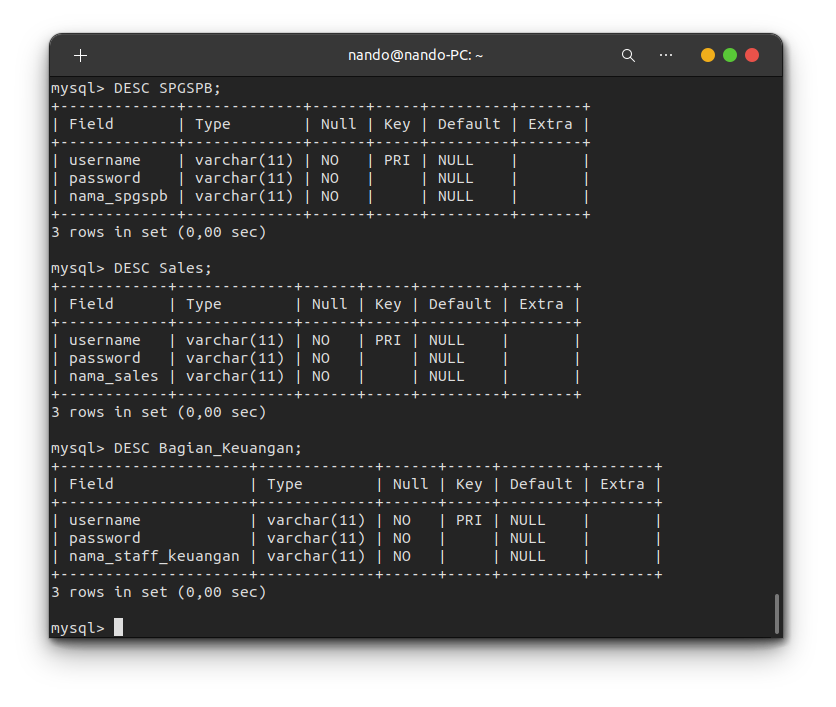 nando@nando-PC: ~
mysql> DESC SPGSPB;
+-------------+-------------+------+-----+---------+-------+
| Field       | Type        | Null | Key | Default | Extra |
+-------------+-------------+------+-----+---------+-------+
| username    | varchar(11) | NO   | PRI | NULL    |       |
| password    | varchar(11) | NO   |     | NULL    |       |
| nama_spgspb | varchar(11) | NO   |     | NULL    |       |
+-------------+-------------+------+-----+---------+-------+
3 rows in set (0,00 sec)

mysql> DESC Sales;
+------------+-------------+------+-----+---------+-------+
| Field      | Type        | Null | Key | Default | Extra |
+------------+-------------+------+-----+---------+-------+
| username   | varchar(11) | NO   | PRI | NULL    |       |
| password   | varchar(11) | NO   |     | NULL    |       |
| nama_sales | varchar(11) | NO   |     | NULL    |       |
+------------+-------------+------+-----+---------+-------+
3 rows in set (0,00 sec)

mysql> DESC Bagian_Keuangan;
+---------------------+-------------+------+-----+---------+-------+
| Field               | Type        | Null | Key | Default | Extra |
+---------------------+-------------+------+-----+---------+-------+
| username            | varchar(11) | NO   | PRI | NULL    |       |
| password            | varchar(11) | NO   |     | NULL    |       |
| nama_staff_keuangan | varchar(11) | NO   |     | NULL    |       |
+---------------------+-------------+------+-----+---------+-------+
3 rows in set (0,00 sec)

mysql>